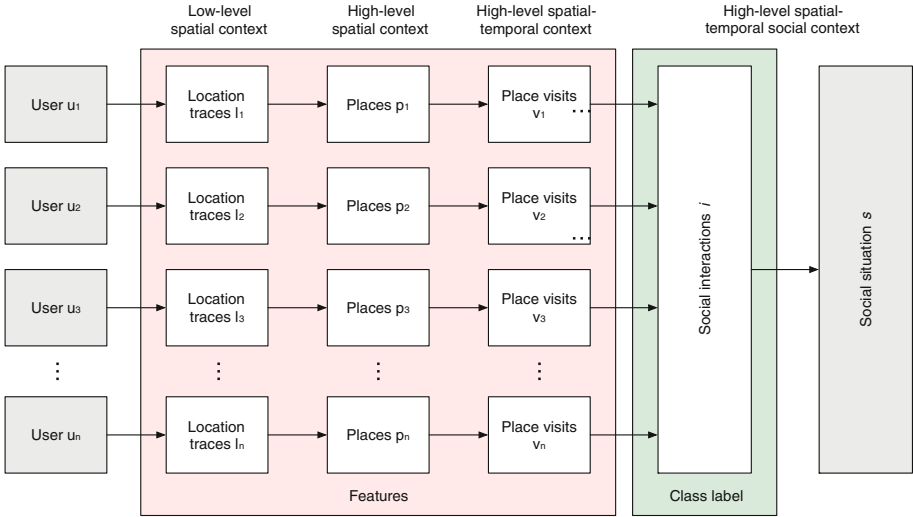 Low-level
spatial context
High-level
spatial context
High-level spatial-
temporal context
High-level spatial-
temporal social context
User u1
Location
traces l1
Places p1
Place visits
v1 ...
User u2
Location
traces l2
Places p2
Place visits
v2
...
User u3
Location
traces l3
Places p3
Place visits
v3
User un
Location
traces ln
Places pn
Place visits
vn
Social interactions i
Social situation s
Features
Class label